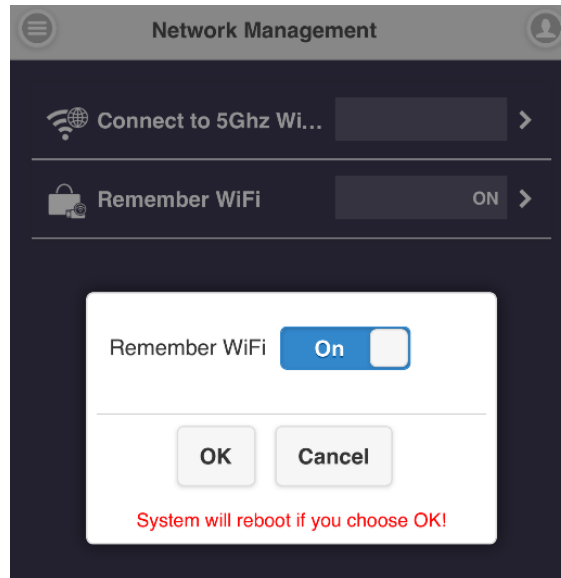 Network Management
Connect to 5Ghz Wi...
Remember WiFi ON
Remember WiFi On
OK Cancel
System will reboot if you choose OK!